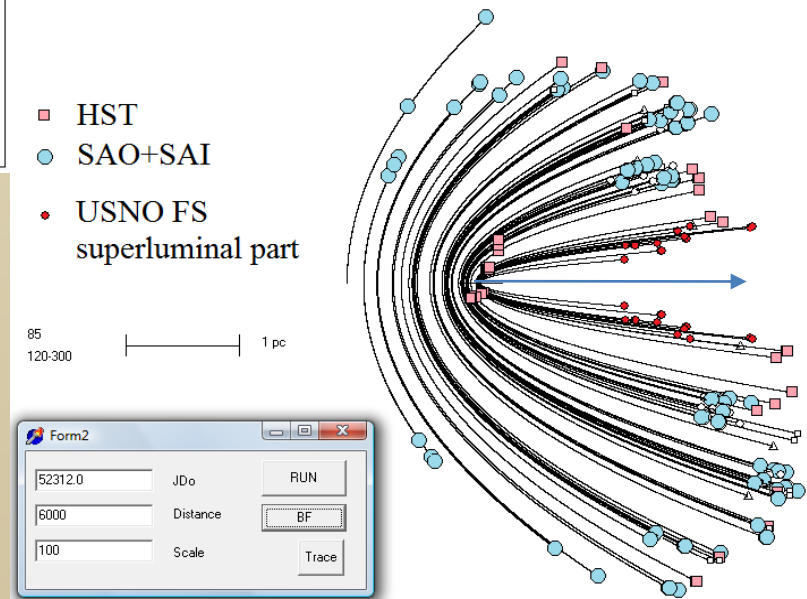 HST
SAO+SAI
USNO FS
superluminal part
85
120-300
1 pc
Form2
52312.0 JDo RUN
6000 Distance BF
100 Scale Trace